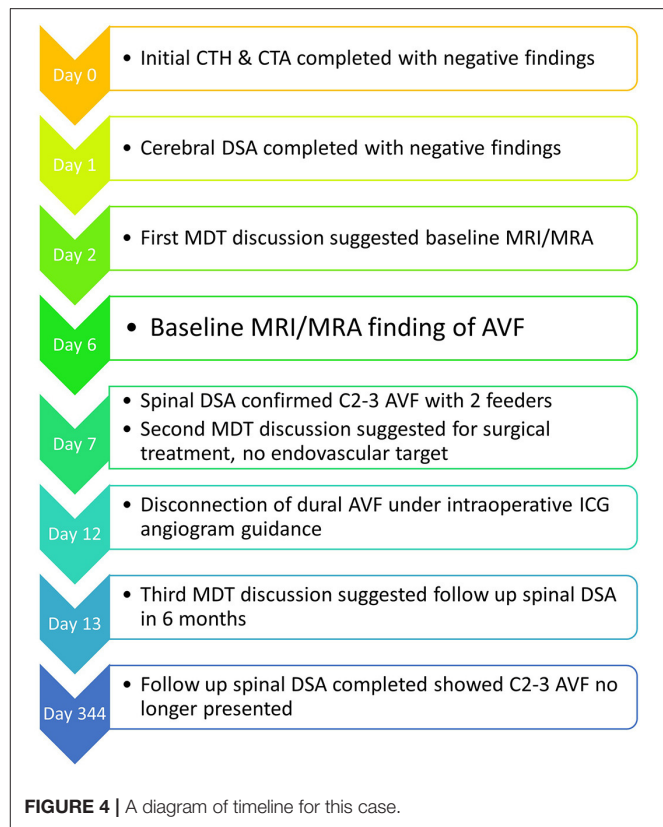 Day 0
• Initial CTH & CTA completed with negative findings
Day 1
• Cerebral DSA completed with negative findings
Day 2
• First MDT discussion suggested baseline MRI/MRA
Day 6
• Baseline MRI/MRA finding of AVF
Day 7
• Spinal DSA confirmed C2-3 AVF with 2 feeders
• Second MDT discussion suggested for surgical
treatment, no endovascular target
Day 12
• Disconnection of dural AVF under intraoperative ICG
angiogram guidance
Day 13
• Third MDT discussion suggested follow up spinal DSA
in 6 months
Day 344
• Follow up spinal DSA completed showed C2-3 AVF no
longer presented
FIGURE 4 | A diagram of timeline for this case.